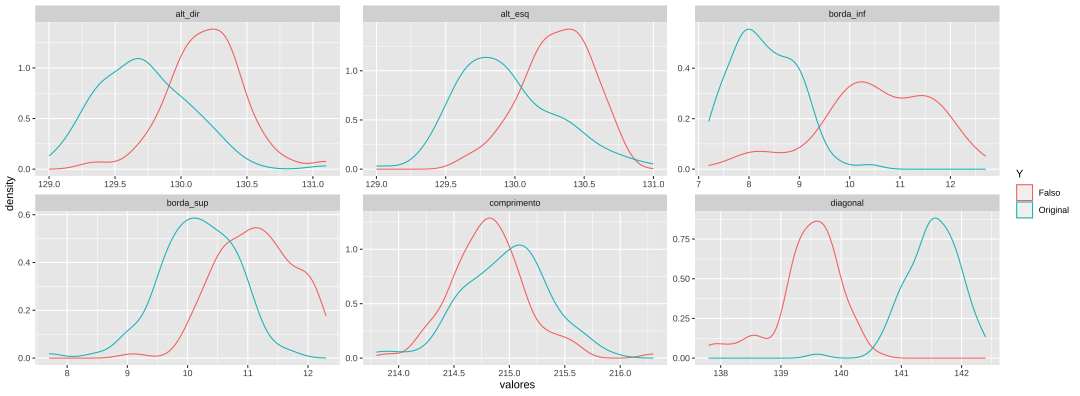 alt_dir
alt_esq
borda_inf
1.0
0.5
0.0
1.0
0.5
0.0
0.4
0.2
0.0
129.0 129.5 130.0 130.5 131.0
129.0 129.5 130.0 130.5 131.0
7 8 9 10 11 12
density
borda_sup
comprimento
diagonal
0.6
0.4
0.2
0.0
1.0
0.5
0.0
0.75
0.50
0.25
0.00
8 9 10 11 12
214.0 214.5 215.0 215.5 216.0
138 139 140 141 142
valores
Y
Falso
Original